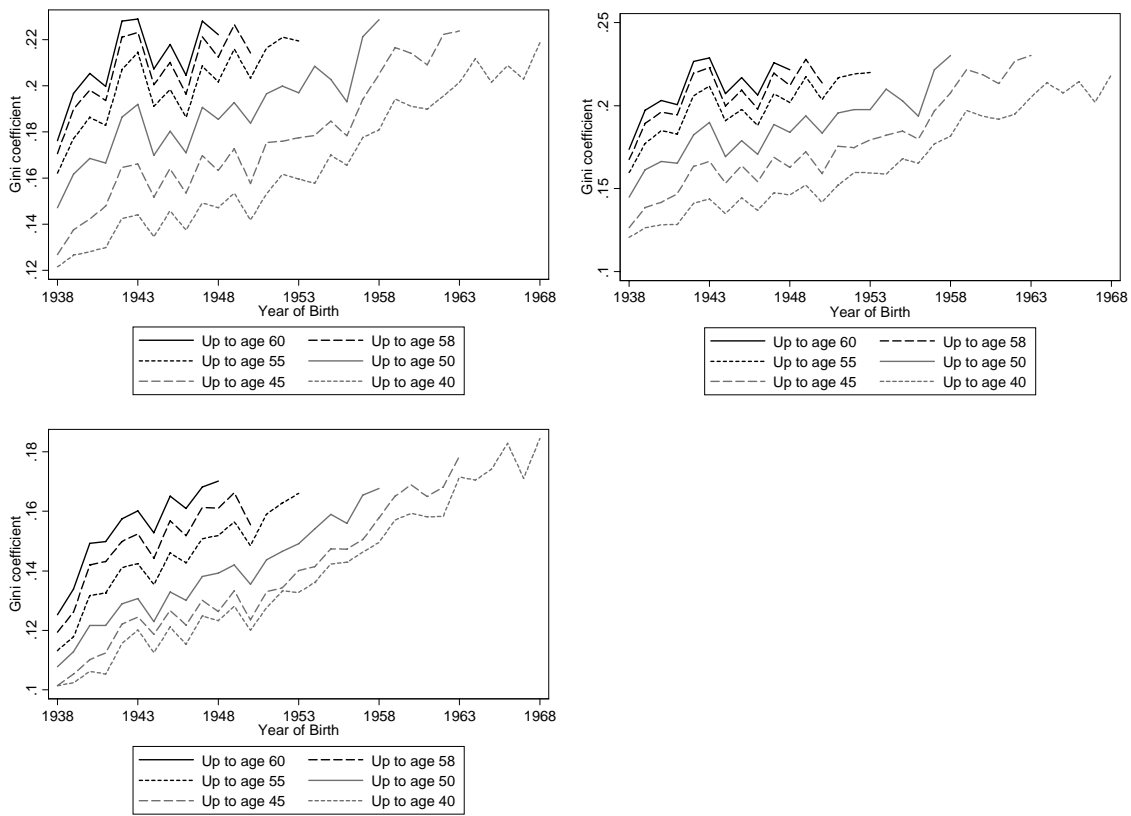 Gini coefficient
.22
.2
.18
.16
.14
.12
1938 1943 1948 1953 1958 1963 1968
Year of Birth
Up to age 60 Up to age 58
Up to age 55 Up to age 50
Up to age 45 Up to age 40
Gini coefficient
.25
.2
.15
.1
1938 1943 1948 1953 1958 1963 1968
Year of Birth
Up to age 60 Up to age 58
Up to age 55 Up to age 50
Up to age 45 Up to age 40
Gini coefficient
.18
.16
.14
.12
.1
1938 1943 1948 1953 1958 1963 1968
Year of Birth
Up to age 60 Up to age 58
Up to age 55 Up to age 50
Up to age 45 Up to age 40